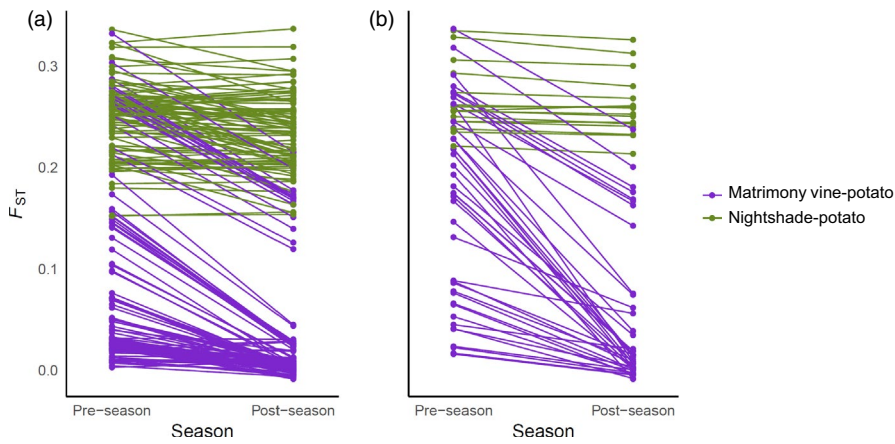 (a)
(b)
0.3
0.2
0.1
0.0
FST
Pre−season
Post−season
Season
Pre−season
Post−season
Season
Matrimony vine-potato
Nightshade-potato